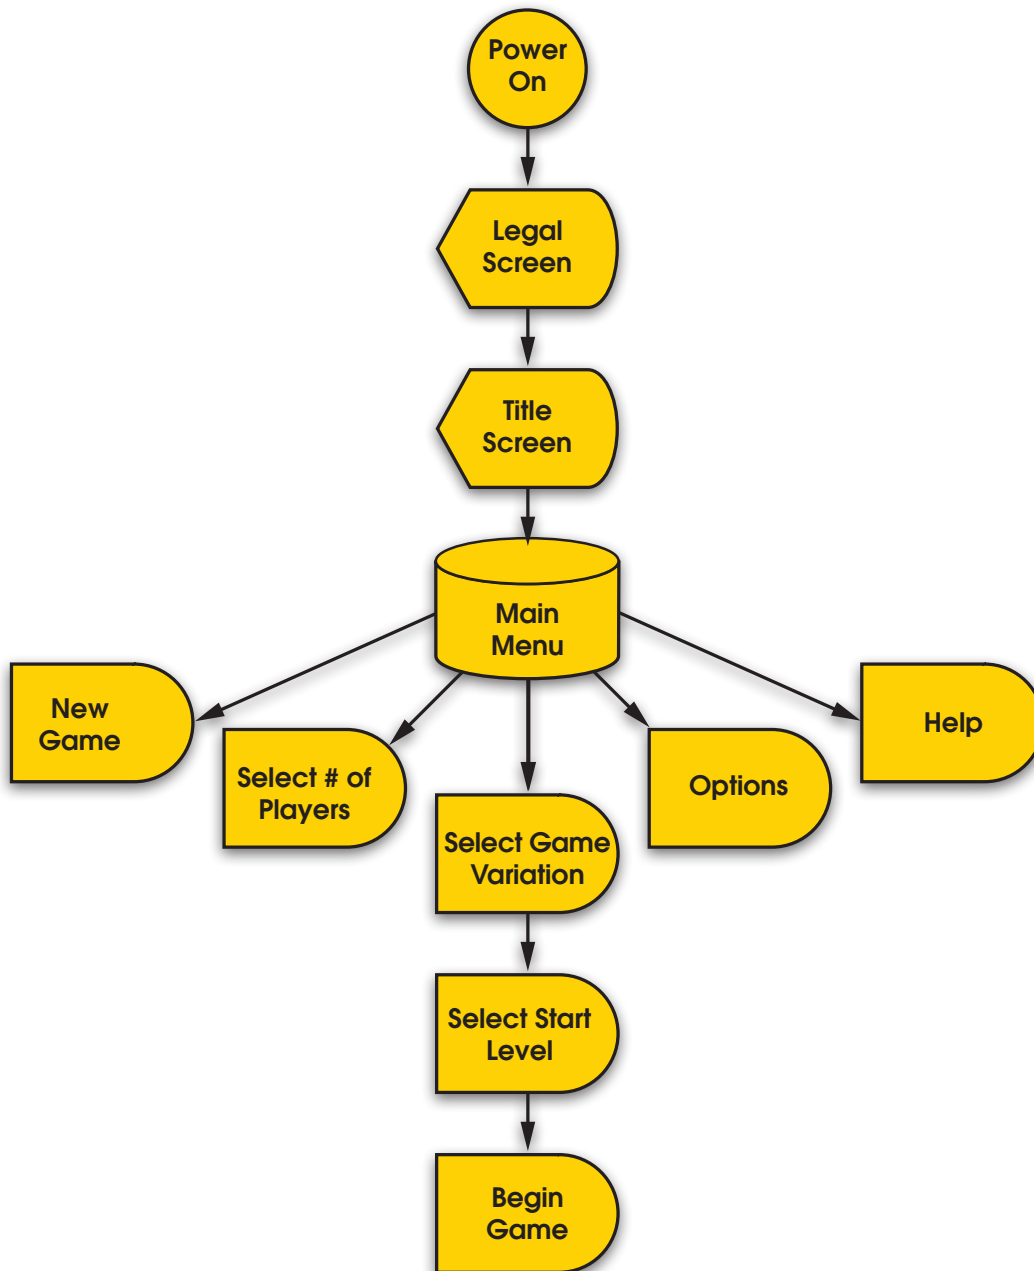 Power
On
Legal
Screen
Title
Screen
Main
Menu
New
Game
Select # of
Players
Select Game
Variation
Options
Help
Select Start
Level
Begin
Game